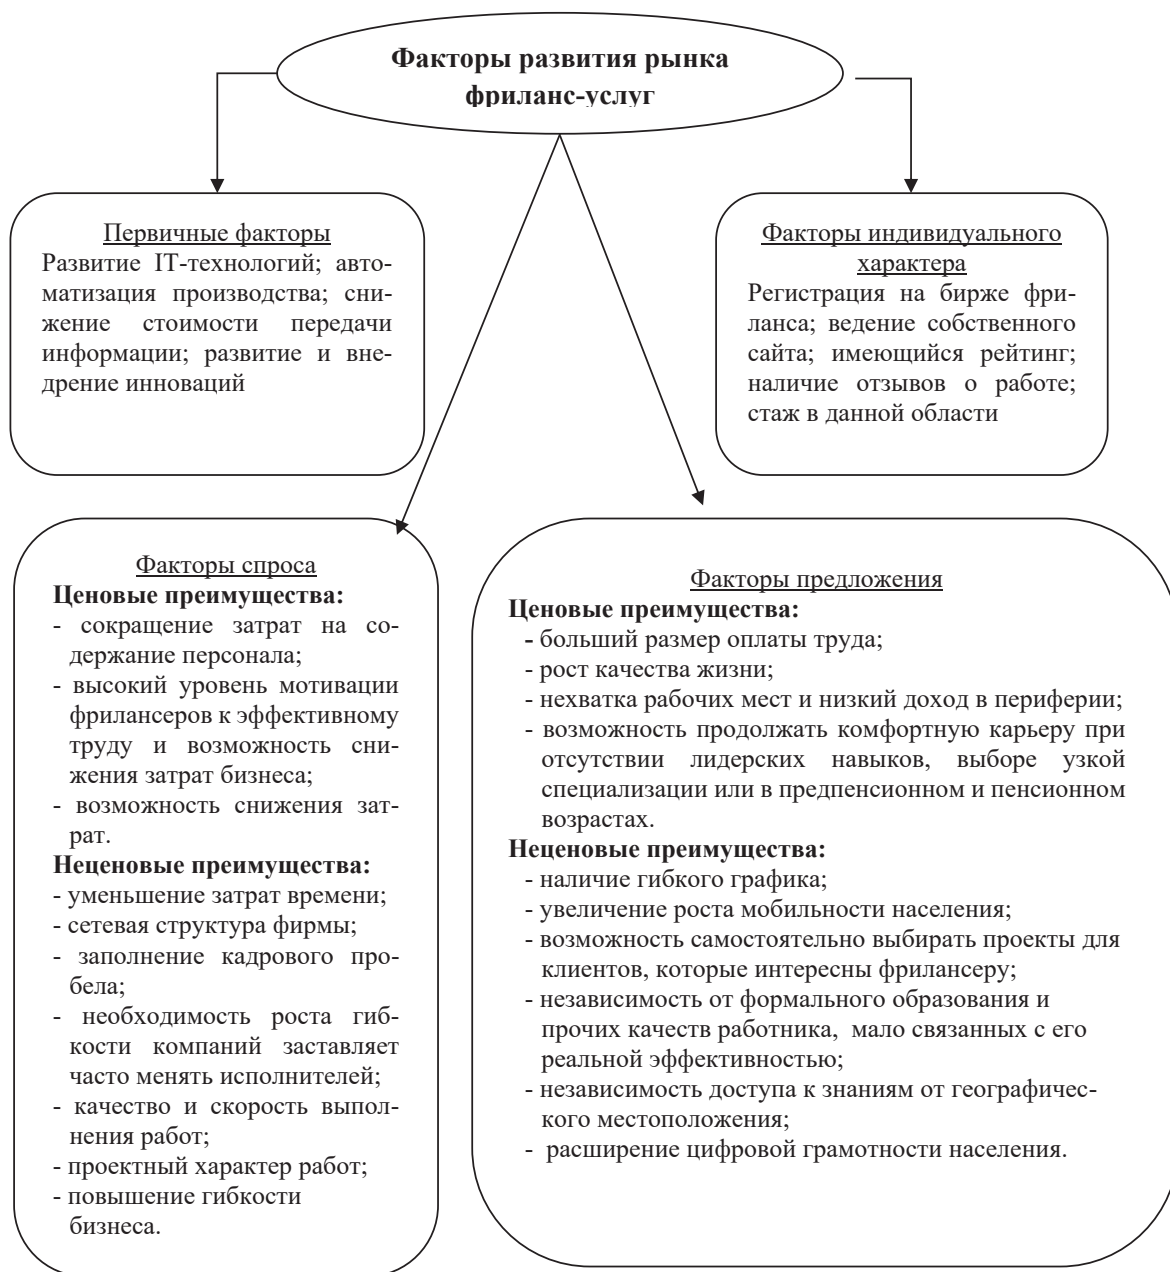 Факторы развития рынка
фриланс-услуг
Первичные факторы
Развитие IT-технологий; авто-
матизация производства; сни-
жение стоимости передачи
информации; развитие и вне-
дрение инноваций
Факторы индивидуального
характера
Регистрация на бирже фри-
ланса; ведение собственного
сайта; имеющийся рейтинг;
наличие отзывов о работе;
стаж в данной области
Факторы спроса
Ценовые преимущества:
- сокращение затрат на со-
держание персонала;
- высокий уровень мотивации
фрилансеров к эффективному
труду и возможность сни-
жения затрат бизнеса;
- возможность снижения зат-
рат.
Неценовые преимущества:
- уменьшение затрат времени;
- сетевая структура фирмы;
- заполнение кадрового про-
бела;
- необходимость роста гиб-
кости компаний заставляет
часто менять исполнителей;
- качество и скорость выпол-
нения работ;
- проектный характер работ;
- повышение гибкости
бизнеса.
Факторы предложения
Ценовые преимущества:
- больший размер оплаты труда;
- рост качества жизни;
- нехватка рабочих мест и низкий доход в периферии;
- возможность продолжать комфортную карьеру при
отсутствии лидерских навыков, выборе узкой
специализации или в предпенсионном и пенсионном
возрастах.
Неценовые преимущества:
- наличие гибкого графика;
- увеличение роста мобильности населения;
- возможность самостоятельно выбирать проекты для
клиентов, которые интересны фрилансеру;
- независимость от формального образования и
прочих качеств работника, мало связанных с его
реальной эффективностью;
- независимость доступа к знаниям от географичес-
кого местоположения;
- расширение цифровой грамотности населения.